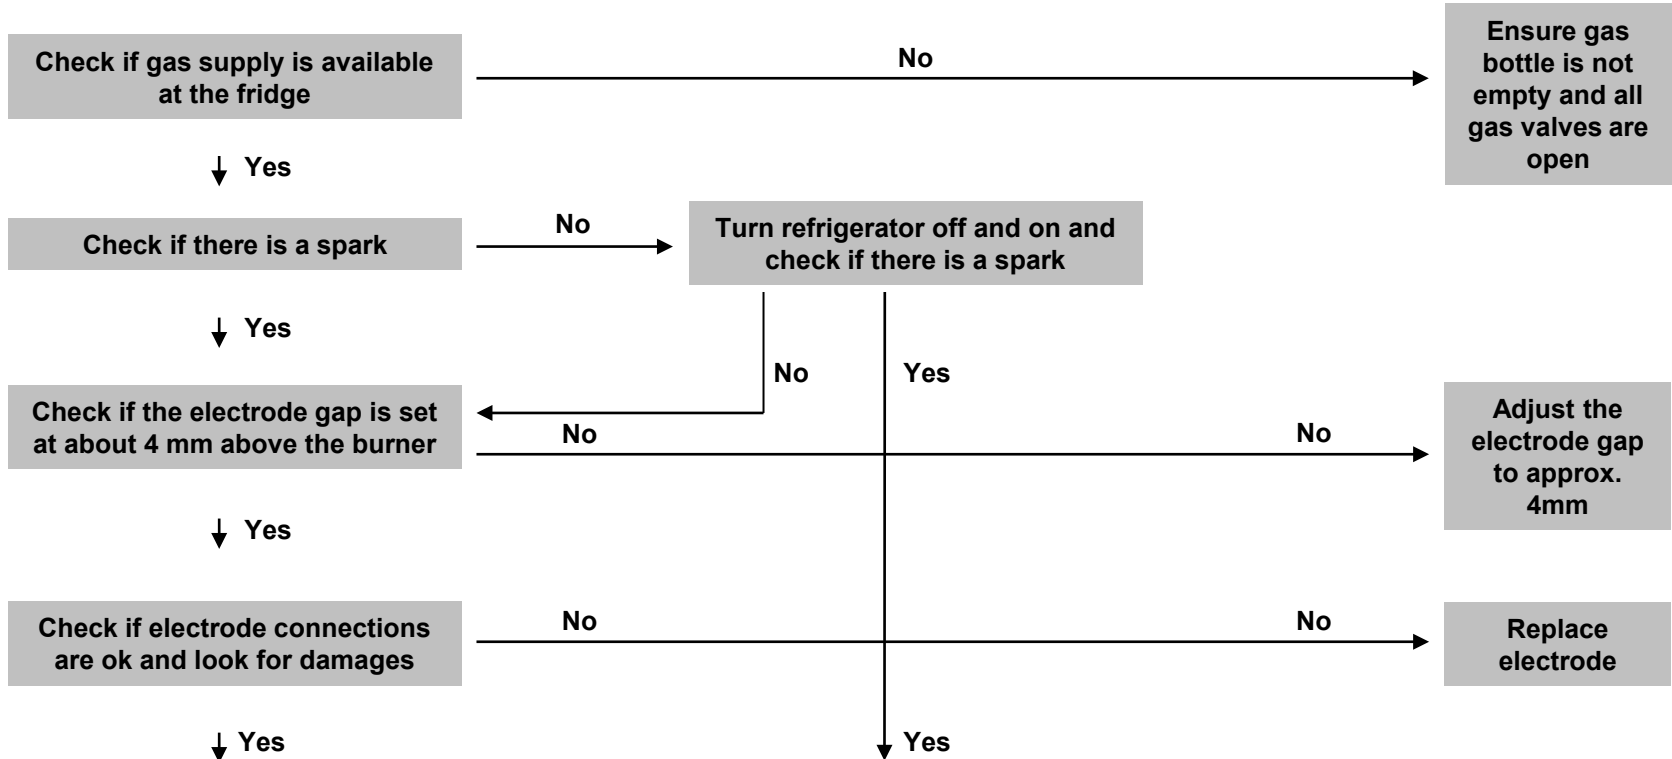 Check if gas supply is available
at the fridge
No
Ensure gas
bottle is not
empty and all
gas valves are
open
Yes
Check if there is a spark
No
Turn refrigerator off and on and
check if there is a spark
Yes
No
Yes
Check if the electrode gap is set
at about 4 mm above the burner
No
No
Adjust the
electrode gap
to approx.
4mm
Yes
Check if electrode connections
are ok and look for damages
No
No
Replace
electrode
Yes
Yes